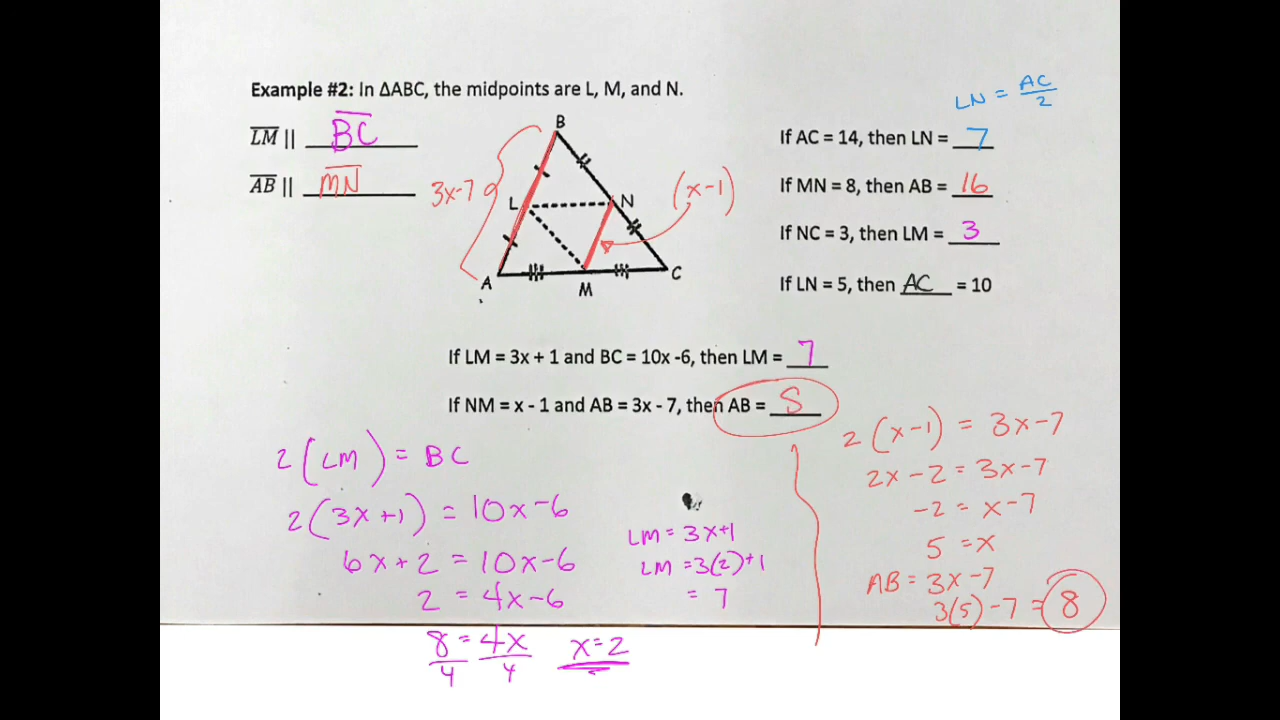 Example #2: In ΔABC, the midpoints are L, M, and N.
LM || BC
AB || MN
3x-7
B
L
N
A
M
C
(x-1)
LN = AC/2
If AC = 14, then LN = 7
If MN = 8, then AB = 16
If NC = 3, then LM = 3
If LN = 5, then AC = 10
If LM = 3x + 1 and BC = 10x -6, then LM = 7
If NM = x - 1 and AB = 3x - 7, then AB = S
2(LM) = BC
2(3x+1) = 10x-6
6x+2 = 10x-6
2 = 4x-6
8/4 = 4x/4 x=2
LM = 3x+1
LM = 3(2)+1
= 7
2(x-1) = 3x-7
2x-2 = 3x-7
-2 = x-7
5 = x
AB = 3x-7
3(5)-7 = 8